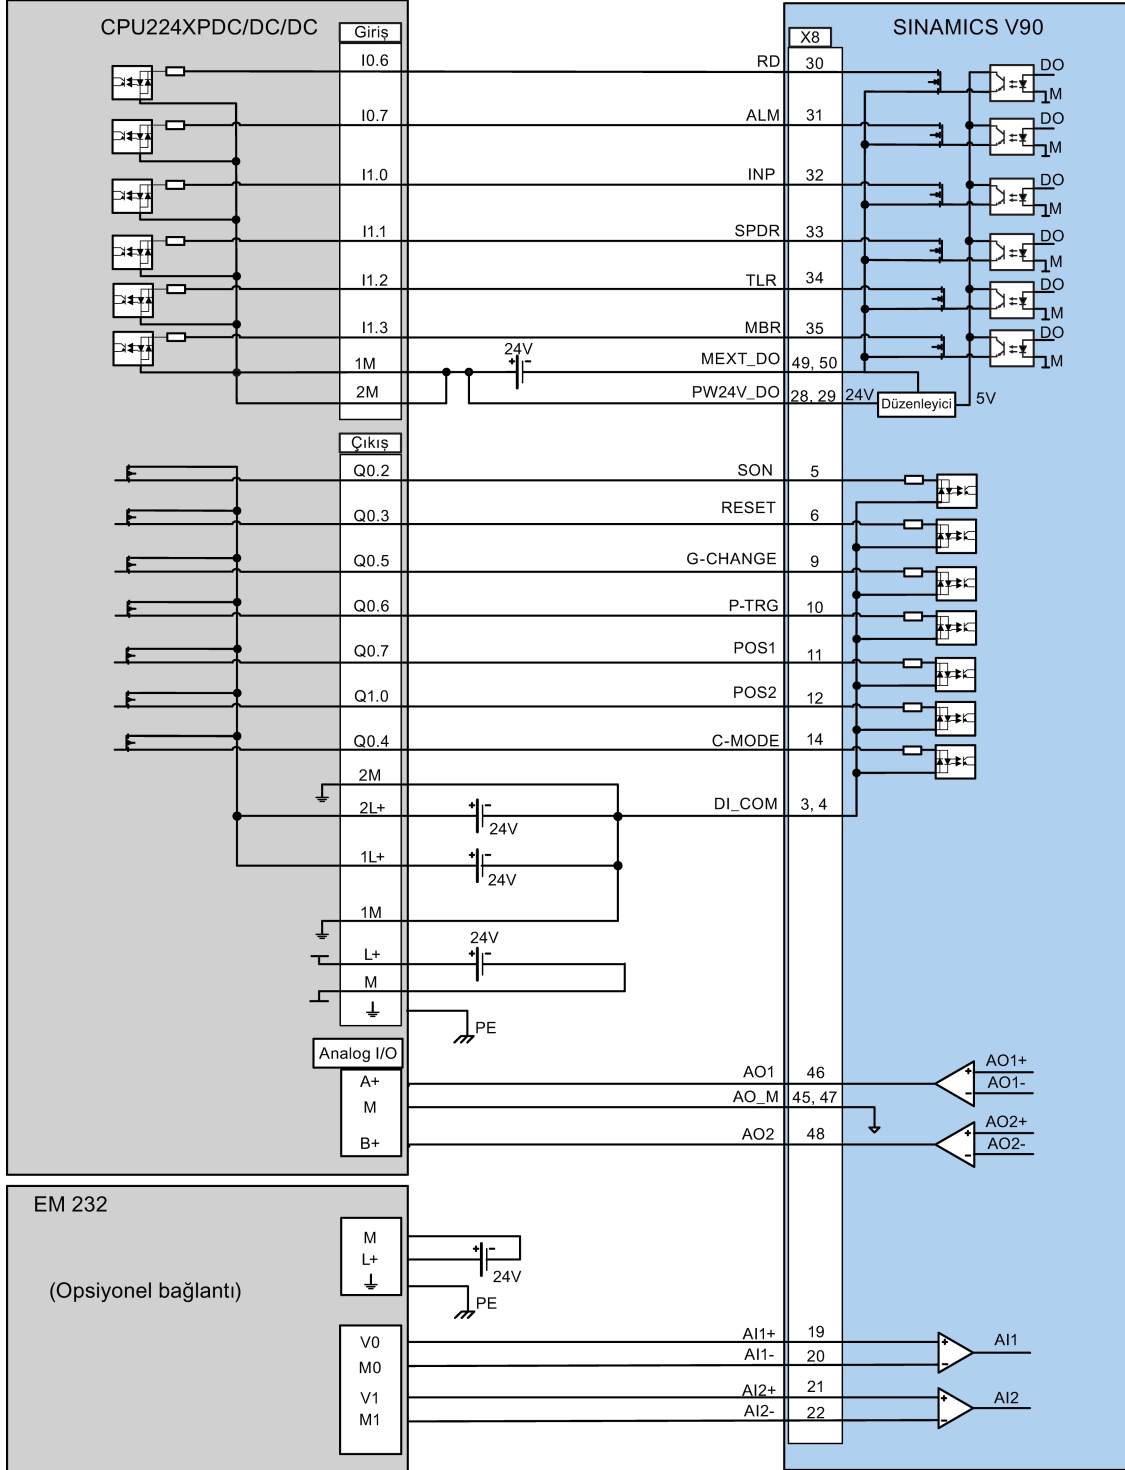 CPU224XPDC/DC/DC
SINAMICS V90
Giriş
X8
I0.6 RD 30 DO
M
I0.7 ALM 31 DO
M
I1.0 INP 32 DO
M
I1.1 SPDR 33 DO
M
I1.2 TLR 34 DO
M
I1.3 MBR 35 DO
M
24V
+ -
1M MEXT_DO 49, 50
2M PW24V_DO 28, 29 24V Düzenleyici 5V
Çıkış
Q0.2 SON 5
Q0.3 RESET 6
Q0.5 G-CHANGE 9
Q0.6 P-TRG 10
Q0.7 POS1 11
Q1.0 POS2 12
Q0.4 C-MODE 14
2M
2L+ + - DI_COM 3, 4
24V
1L+ + -
24V
1M
24V
L+ + -
M
PE
Analog I/O
A+ AO1 46 + AO1+
- AO1-
M AO_M 45, 47
B+ AO2 48 + AO2+
- AO2-
EM 232
M
L+ + -
24V
(Opsiyonel bağlantı)
PE
V0 AI1+ 19 + AI1
M0 AI1- 20 -
V1 AI2+ 21 + AI2
M1 AI2- 22 -